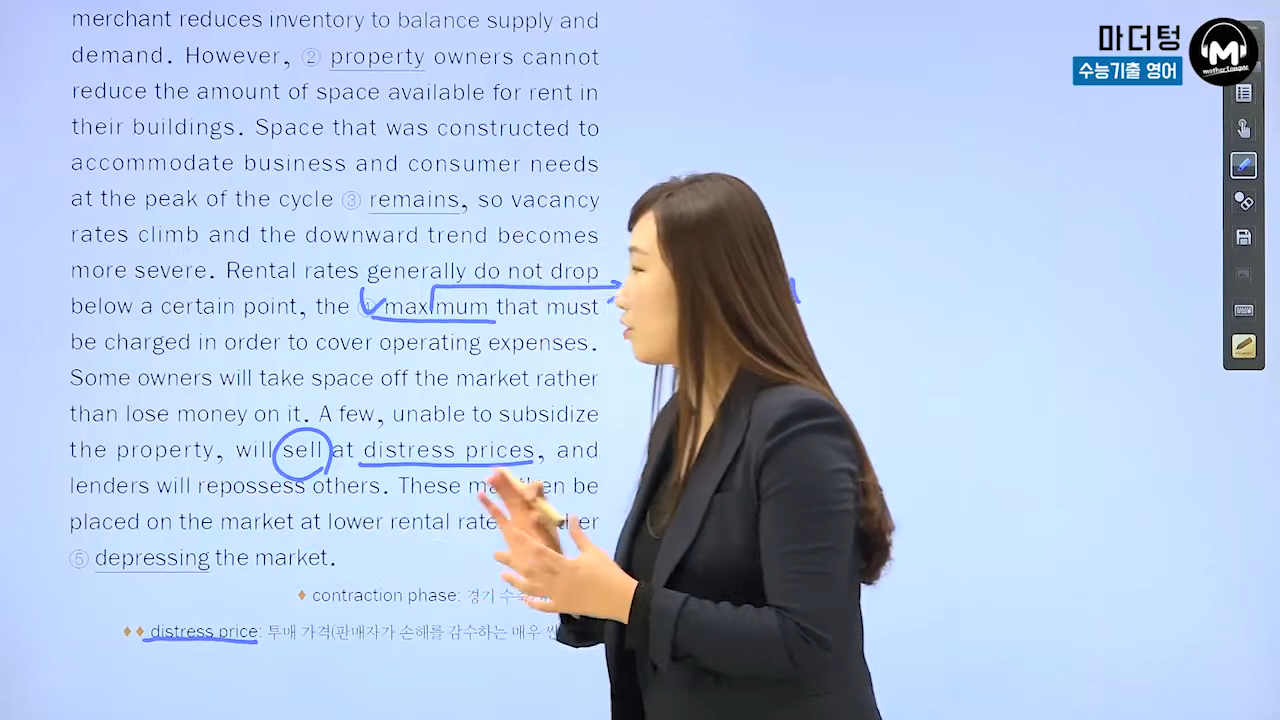 merchant reduces inventory to balance supply and
demand. However, ② property owners cannot
reduce the amount of space available for rent in
their buildings. Space that was constructed to
accommodate business and consumer needs
at the peak of the cycle ③ remains, so vacancy
rates climb and the downward trend becomes
more severe. Rental rates generally do not drop
below a certain point, the maximum that must
be charged in order to cover operating expenses.
Some owners will take space off the market rather
than lose money on it. A few, unable to subsidize
the property, will sell at distress prices, and
lenders will repossess others. These may then be
placed on the market at lower rental rates
⑤ depressing the market.
♦ contraction phase: 경기 수축
♦♦ distress price: 투매 가격(판매자가 손해를 감수하는 매우
마더텅
수능기출 영어
M
mother tongue